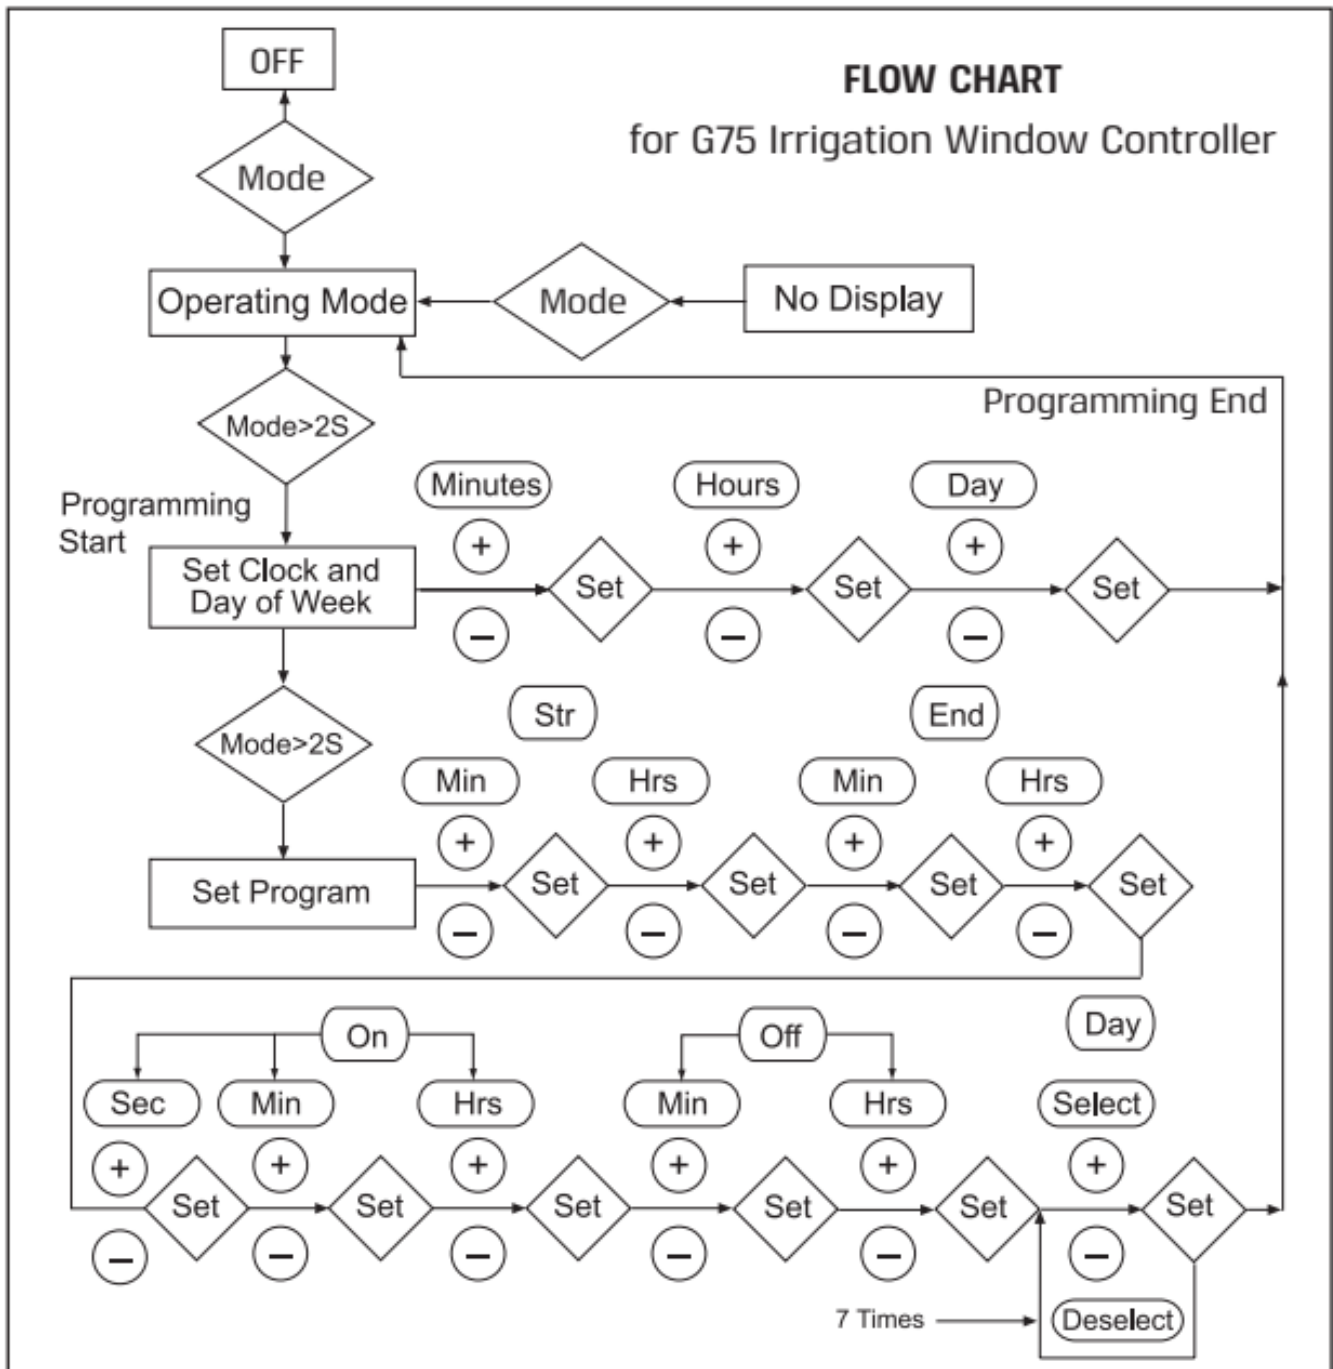 OFF
FLOW CHART
for G75 Irrigation Window Controller
Mode
Operating Mode
Mode
No Display
Programming End
Mode>2S
Programming
Start
Minutes
Hours
Day
+
+
+
Set Clock and
Day of Week
Set
Set
Set
−
−
−
Str
End
Mode>2S
Min
Hrs
Min
Hrs
+
+
+
+
Set Program
Set
Set
Set
Set
−
−
−
−
On
Off
Day
Sec
Min
Hrs
Min
Hrs
Select
+
+
+
+
+
+
Set
Set
Set
Set
Set
Set
−
−
−
−
−
−
7 Times
Deselect